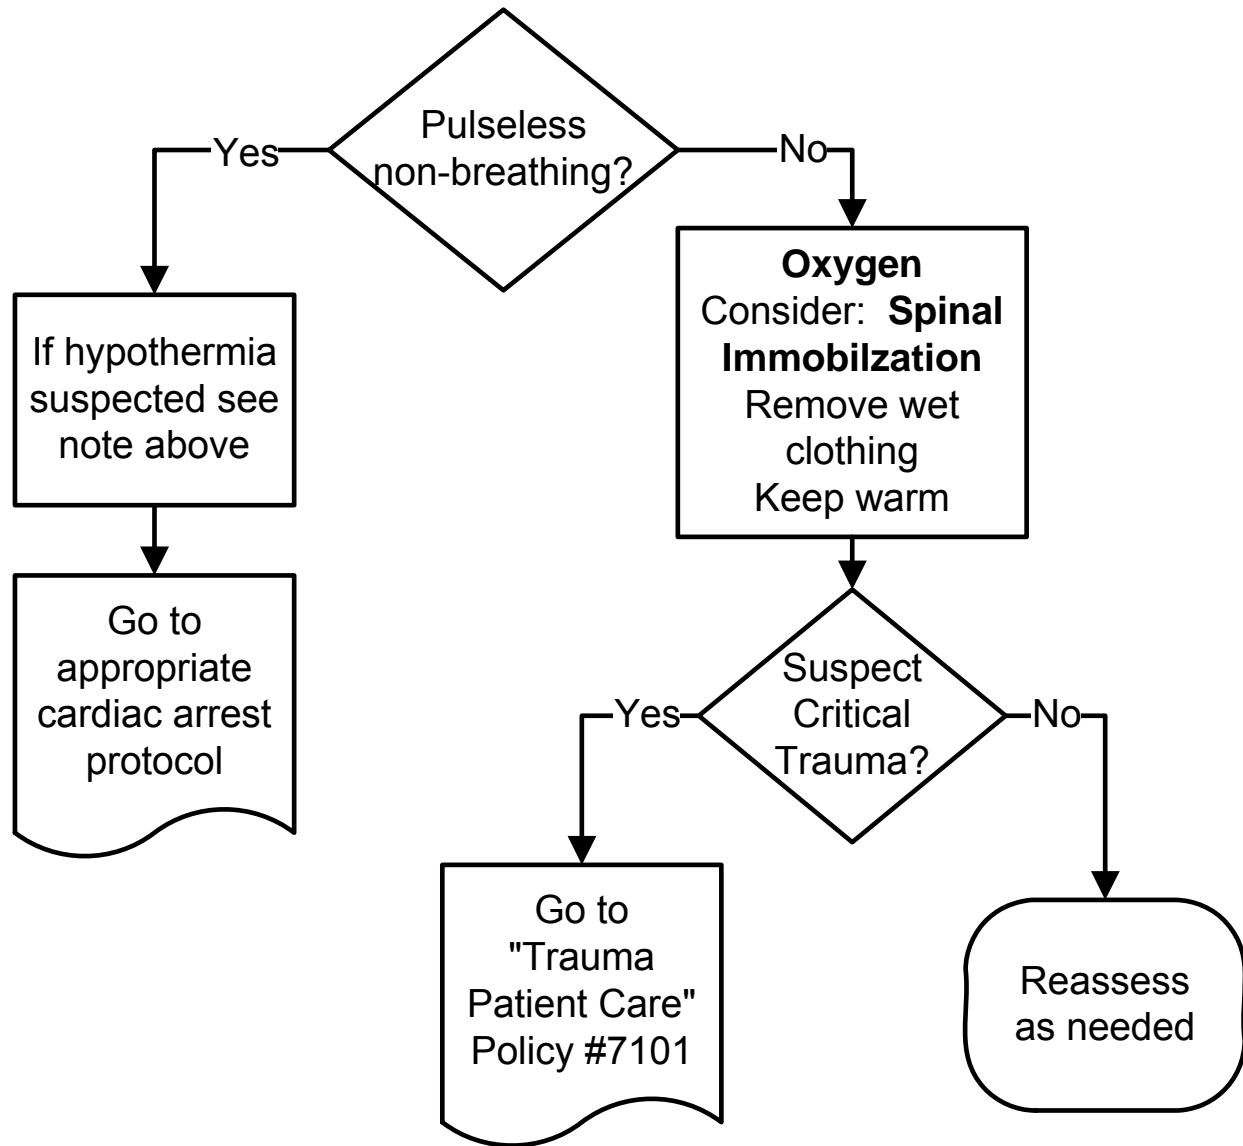 Pulseless
non-breathing?
Yes
No
If hypothermia
suspected see
note above
Go to
appropriate
cardiac arrest
protocol
Oxygen
Consider:  Spinal
Immobilzation
Remove wet
clothing
Keep warm
Suspect
Critical
Trauma?
Yes
No
Go to
"Trauma
Patient Care"
Policy #7101
Reassess
as needed